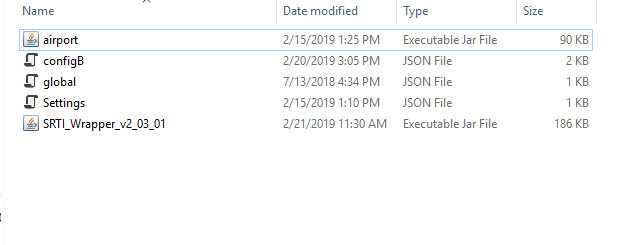 Name Date modified Type Size
airport 2/15/2019 1:25 PM Executable Jar File 90 KB
configB 2/20/2019 3:05 PM JSON File 2 KB
global 7/13/2018 4:34 PM JSON File 1 KB
Settings 2/15/2019 1:10 PM JSON File 1 KB
SRTI_Wrapper_v2_03_01 2/21/2019 11:30 AM Executable Jar File 186 KB